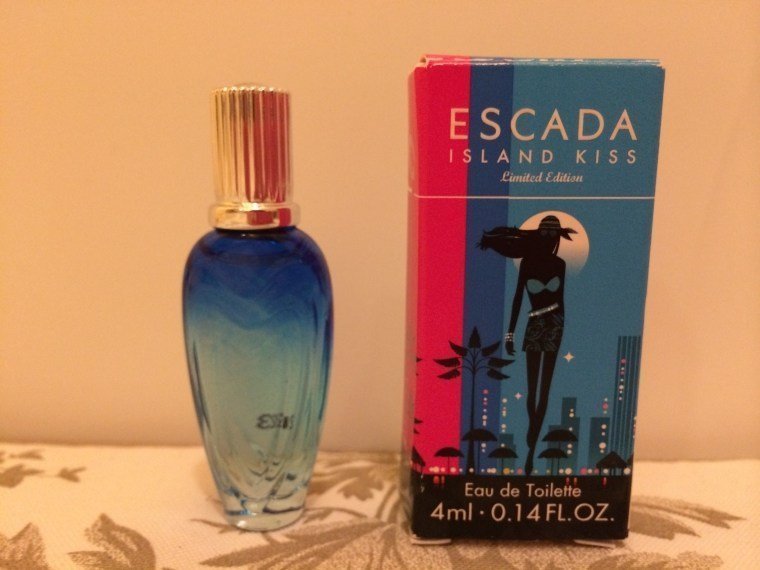 ESCADA
ISLAND KISS
Limited Edition
Eau de Toilette
4ml · 0.14 FL.OZ.